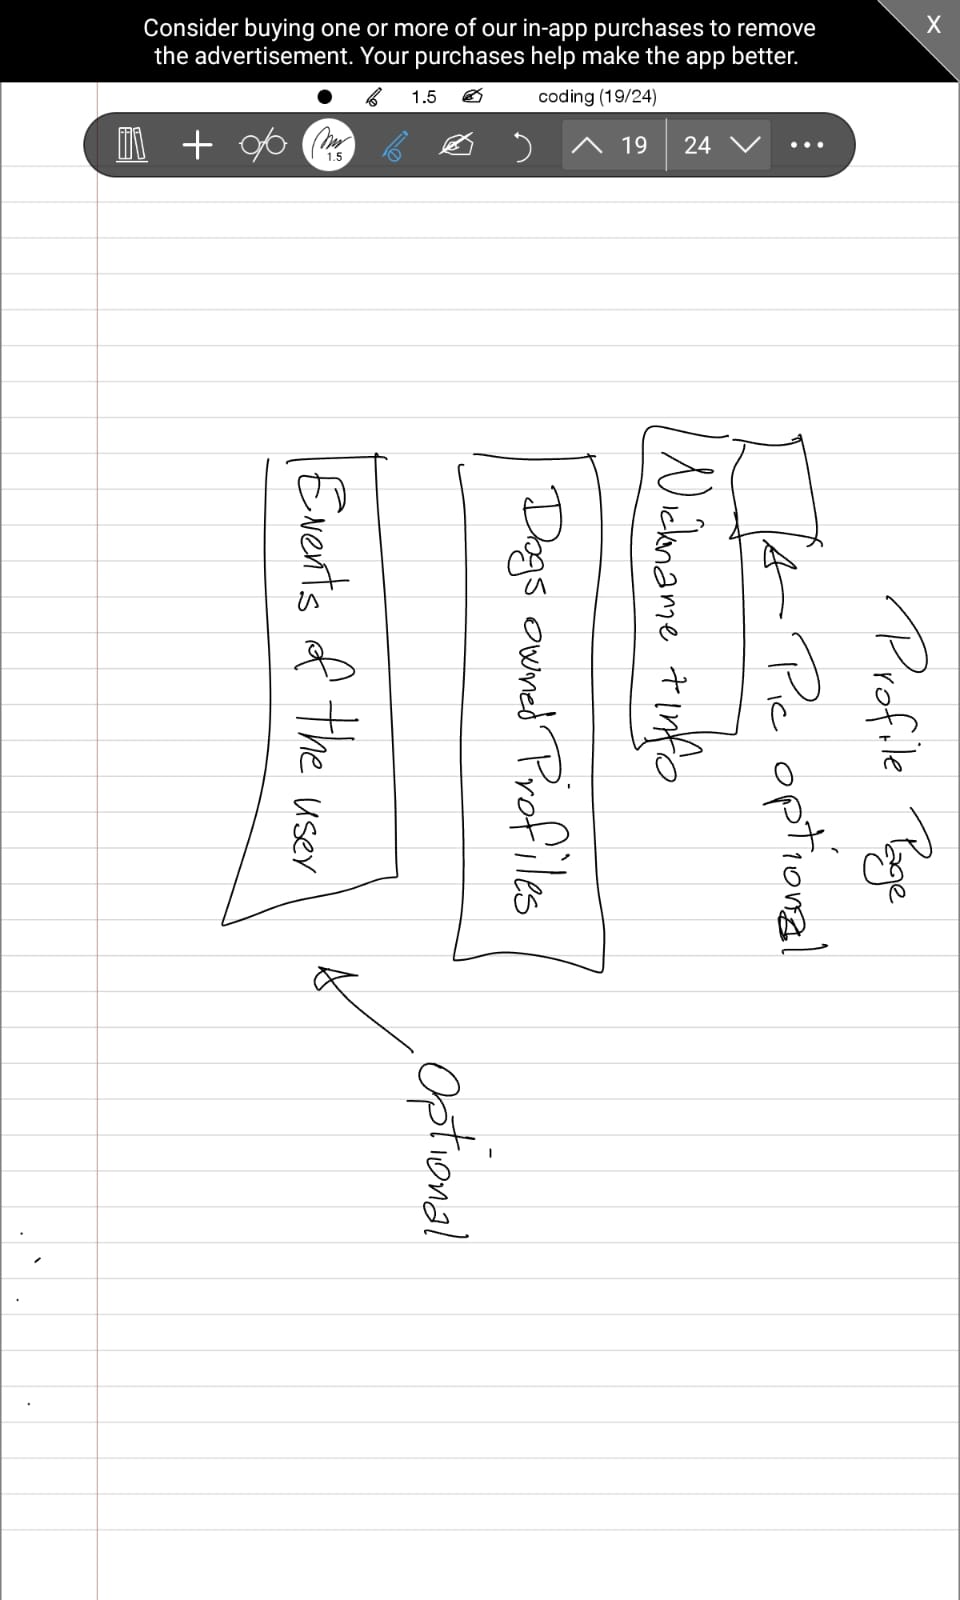 Consider buying one or more of our in-app purchases to remove
the advertisement. Your purchases help make the app better.
X
1.5
coding (19/24)
1.5
19
24
Profile Page
Pic optional
Nickname + Info
Dogs owned Profiles
Events of the user
Optional